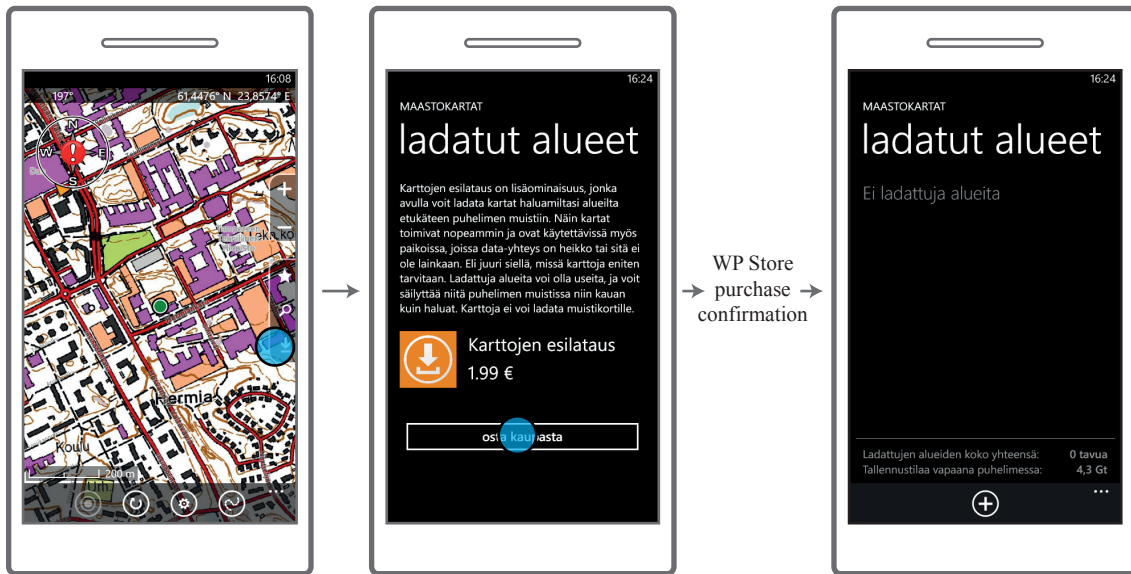 16:08
197°
61,4476° N 23,8574° E
N
W
E
S
Hermia
Koulu
200 m
Urh.
...
16:24
MAASTOKARTAT
ladatut alueet
Karttojen esilataus on lisäominaisuus, jonka
avulla voit ladata kartat haluamiltasi alueilta
etukäteen puhelimen muistiin. Näin kartat
toimivat nopeammin ja ovat käytettävissä myös
paikoissa, joissa data-yhteys on heikko tai sitä ei
ole lainkaan. Eli juuri siellä, missä karttoja eniten
tarvitaan. Ladattuja alueita voi olla useita, ja voit
säilyttää niitä puhelimen muistissa niin kauan
kuin haluat. Karttoja ei voi ladata muistikortille.
Karttojen esilataus
1.99 €
osta kaupasta
WP Store
purchase
confirmation
16:24
MAASTOKARTAT
ladatut alueet
Ei ladattuja alueita
Ladattujen alueiden koko yhteensä: 0 tavua
Tallennustilaa vapaana puhelimessa: 4,3 Gt
...